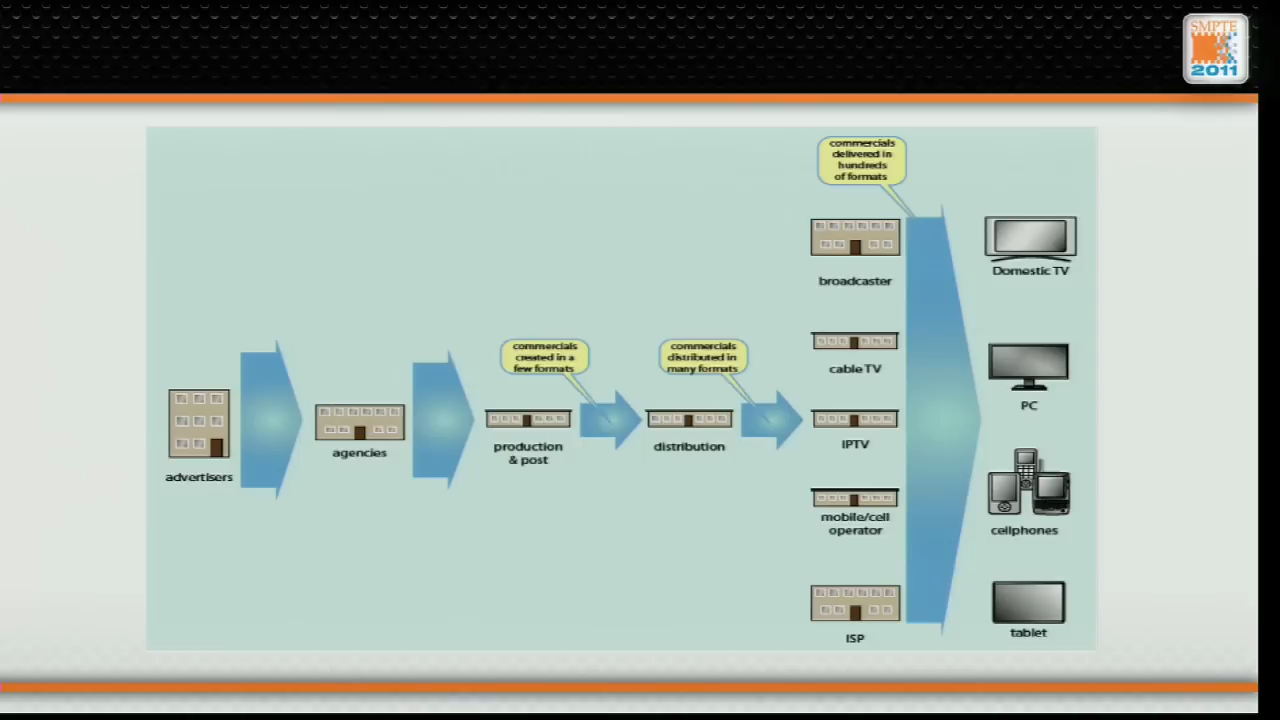 SMPTE
2011
commercials
delivered in
hundreds
of formats
broadcaster
Domestic TV
commercials
created in a
few formats
commercials
distributed in
many formats
cable TV
PC
advertisers
agencies
production
& post
distribution
IPTV
mobile/cell
operator
cellphones
ISP
tablet